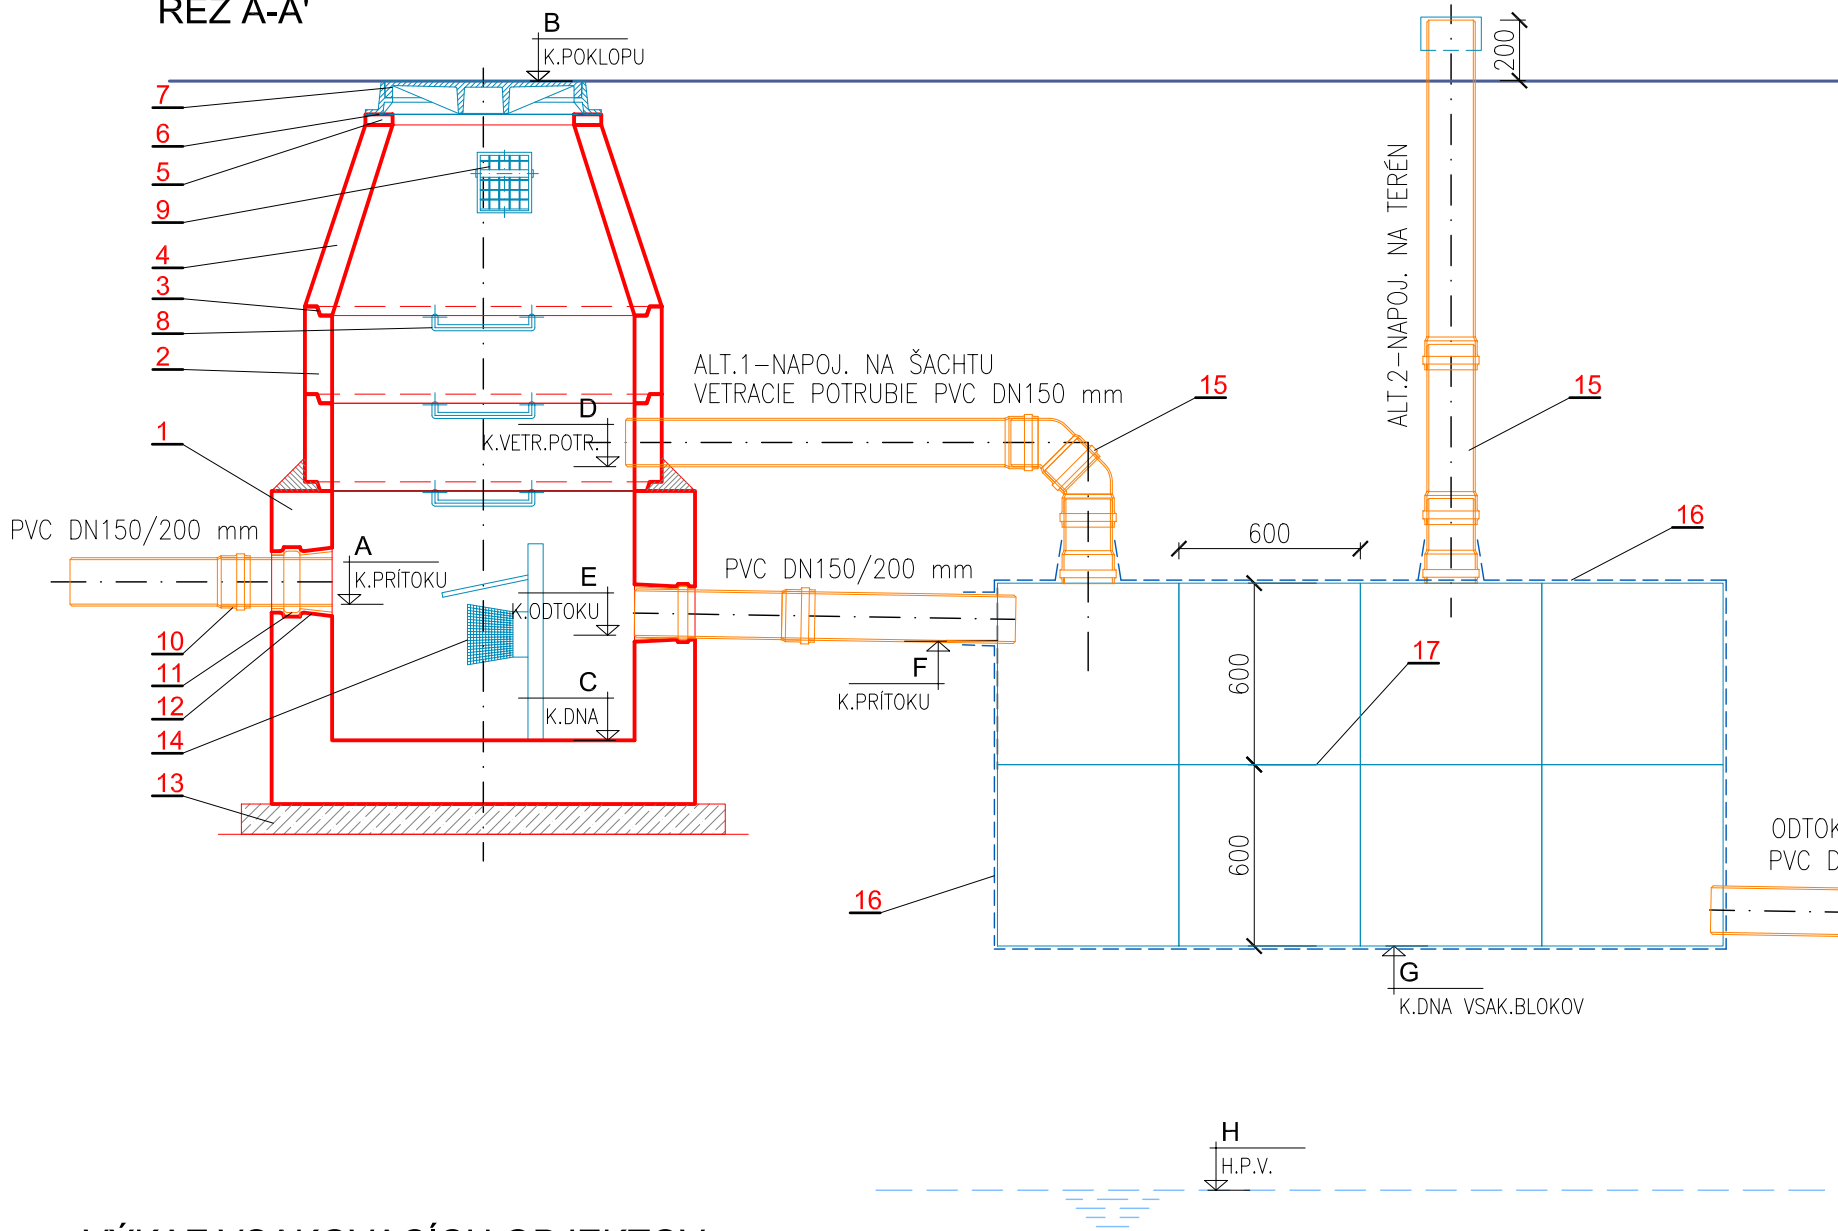 REZ A-A'
B
K.POKLOPU
200
7
6
5
9
4
3
8
2
1
ALT.1-NAPOJ. NA ŠACHTU
VETRACIE POTRUBIE PVC DN150 mm
D
K.VETR.POTR.
15
ALT.2-NAPOJ. NA TERÉN
15
16
PVC DN150/200 mm
A
K.PRÍTOKU
E
K.ODTOKU
PVC DN150/200 mm
600
10
11
12
14
13
C
K.DNA
F
K.PRÍTOKU
600
17
600
16
ODTOK
PVC D
G
K.DNA VSAK.BLOKOV
H
H.P.V.
VÝKAZ VSAKOVACÍCH OBJEKTOV